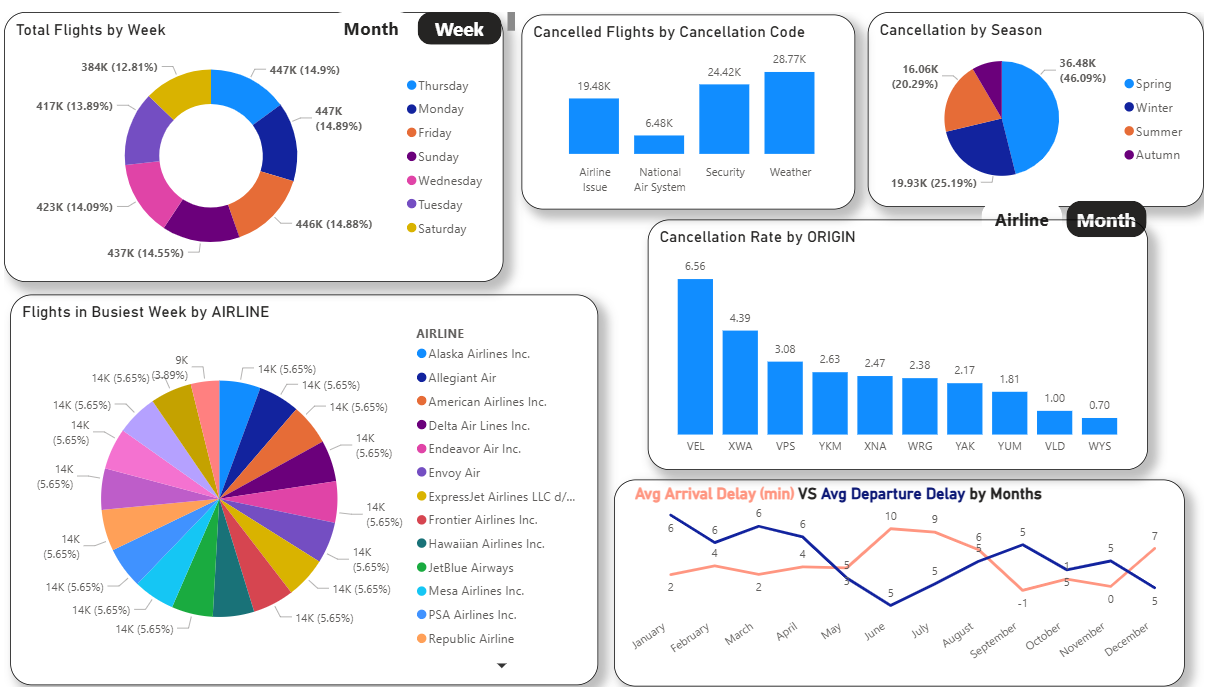 Total Flights by Week
Month
Week
384K (12.81%)
447K (14.9%)
417K (13.89%)
447K
(14.89%)
423K (14.09%)
446K (14.88%)
437K (14.55%)
Thursday
Monday
Friday
Sunday
Wednesday
Tuesday
Saturday
Cancelled Flights by Cancellation Code
19.48K
6.48K
24.42K
28.77K
Airline
Issue
National
Air System
Security
Weather
Cancellation by Season
36.48K
(46.09%)
16.06K
(20.29%)
19.93K (25.19%)
Spring
Winter
Summer
Autumn
Airline
Month
Cancellation Rate by ORIGIN
6.56
4.39
3.08
2.63
2.47
2.38
2.17
1.81
1.00
0.70
VEL
XWA
VPS
YKM
XNA
WRG
YAK
YUM
VLD
WYS
Flights in Busiest Week by AIRLINE
9K
(3.89%)
14K (5.65%)
14K (5.65%)
14K (5.65%)
14K
(5.65%)
14K
(5.65%)
14K
(5.65%)
14K (5.65%)
14K (5.65%)
14K (5.65%)
14K (5.65%)
14K (5.65%)
14K
(5.65%)
14K
(5.65%)
14K
(5.65%)
14K (5.65%)
14K (5.65%)
AIRLINE
Alaska Airlines Inc.
Allegiant Air
American Airlines Inc.
Delta Air Lines Inc.
Endeavor Air Inc.
Envoy Air
ExpressJet Airlines LLC d/...
Frontier Airlines Inc.
Hawaiian Airlines Inc.
JetBlue Airways
Mesa Airlines Inc.
PSA Airlines Inc.
Republic Airline
Avg Arrival Delay (min) VS Avg Departure Delay by Months
6
6
6
6
5
5
5
5
5
1
5
5
2
4
2
4
5
10
9
6
-1
0
7
January
February
March
April
May
June
July
August
September
October
November
December